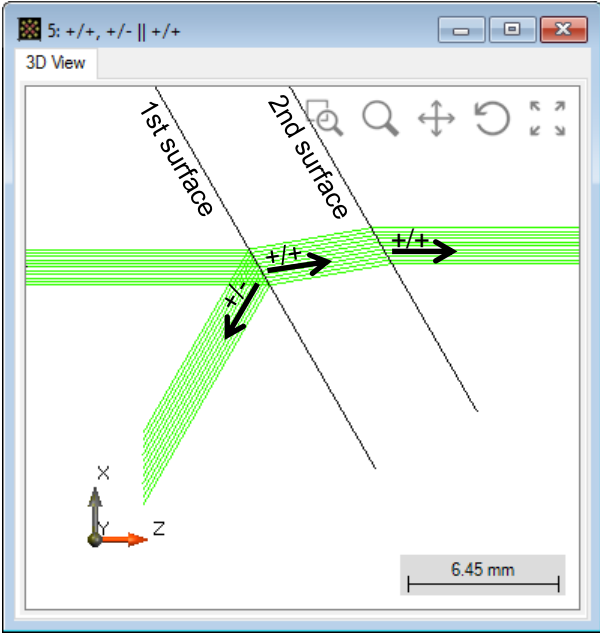 5: +/+, +/- || +/+
3D View
1st surface
2nd surface
+/+
+/+
+/-
X
Y
Z
6.45 mm